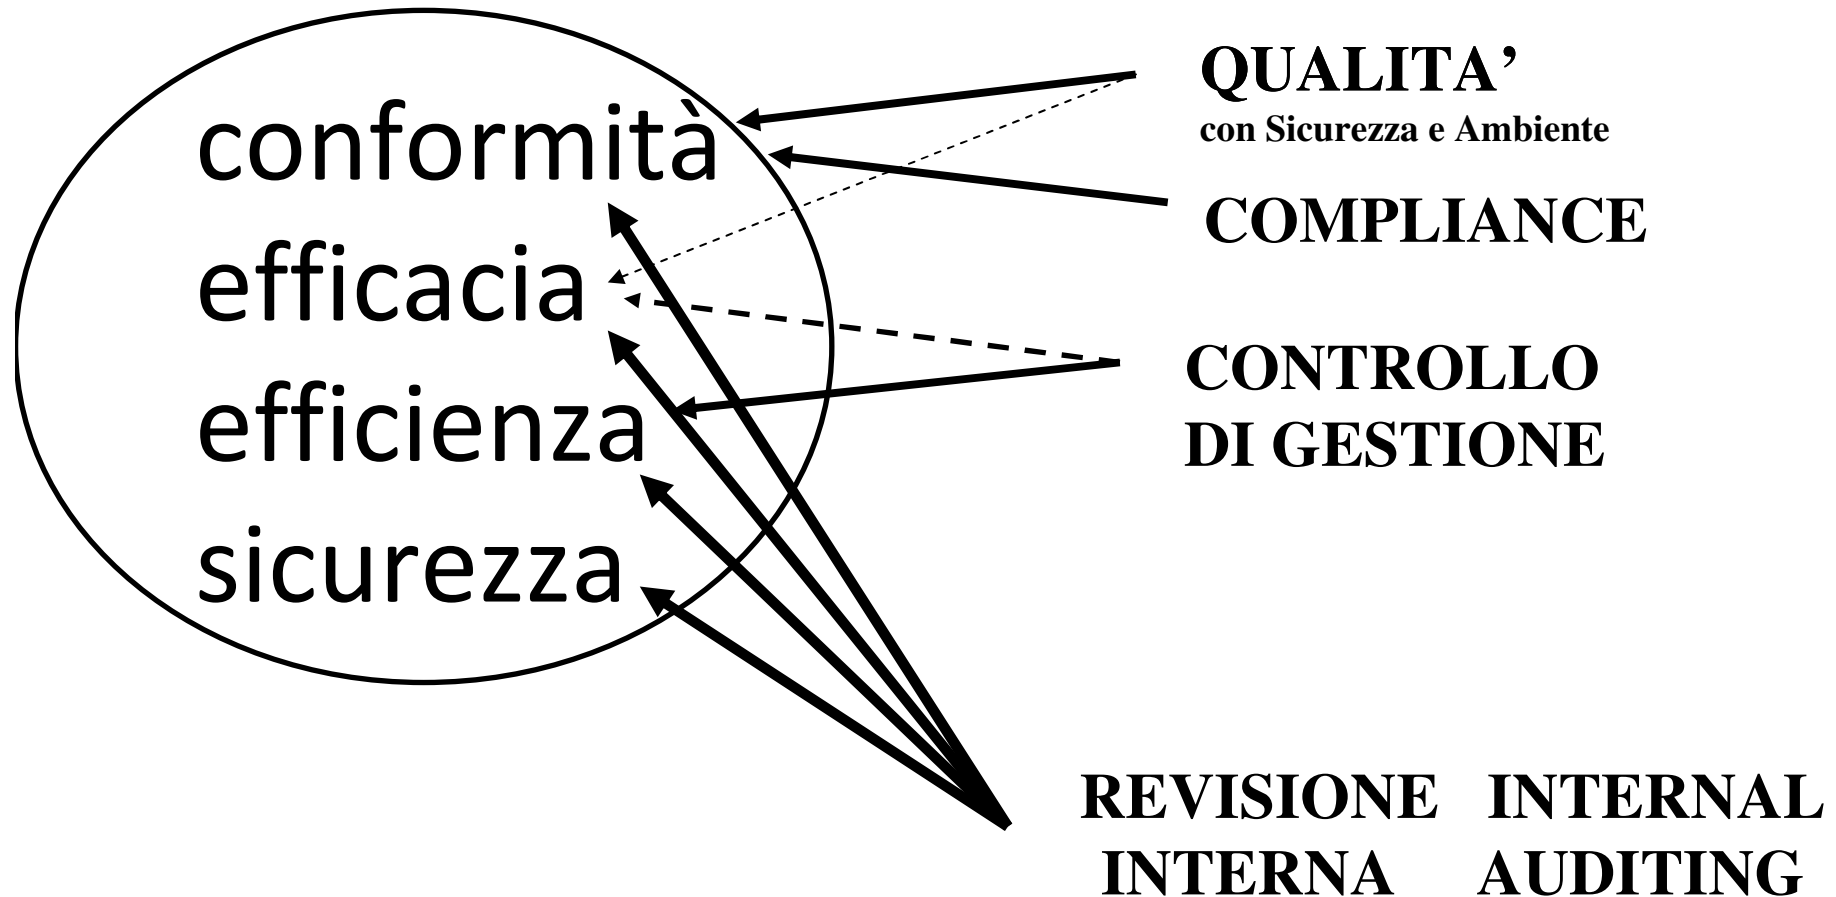 conformità
efficacia
efficienza
sicurezza
QUALITA’
con Sicurezza e Ambiente
COMPLIANCE
CONTROLLO
DI GESTIONE
REVISIONE INTERNAL
INTERNA AUDITING